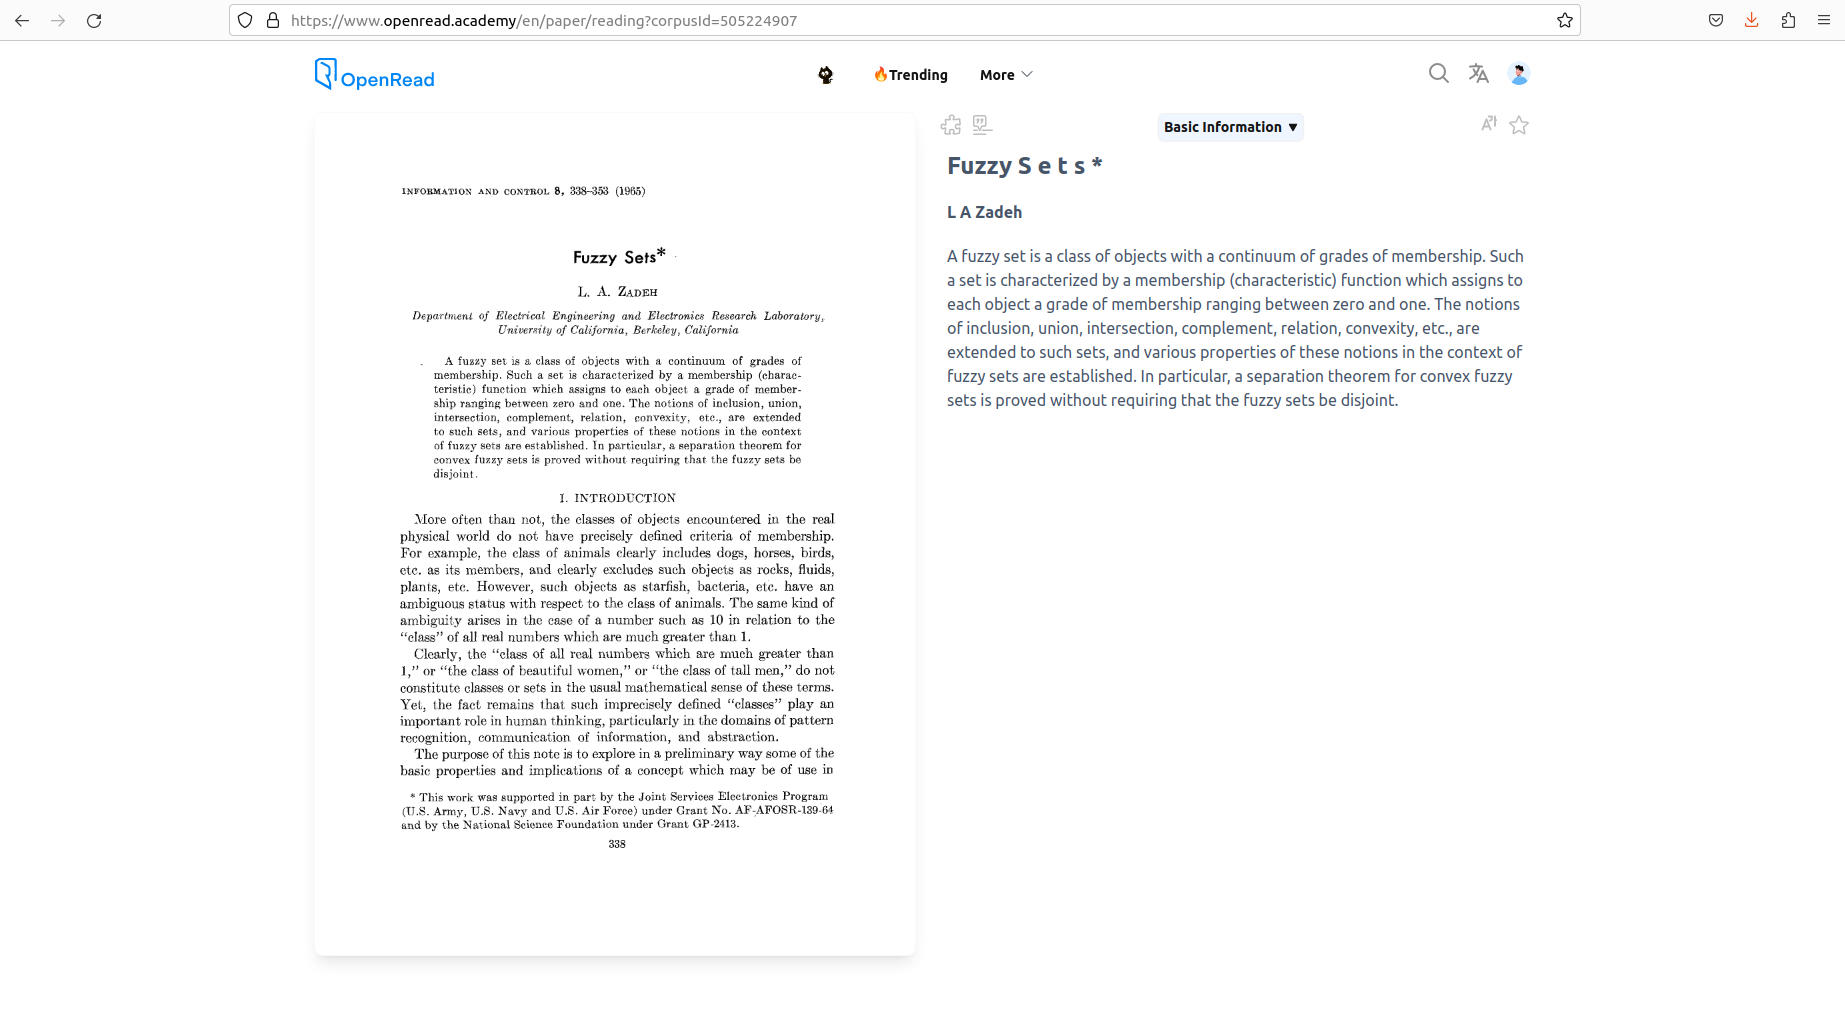 https://www.openread.academy/en/paper/reading?corpusId=505224907
OpenRead
Trending
More
INFORMATION AND CONTROL 8, 338–353 (1965)
Fuzzy Sets*
L. A. ZADEH
Department of Electrical Engineering and Electronics Research Laboratory,
University of California, Berkeley, California
A fuzzy set is a class of objects with a continuum of grades of
membership. Such a set is characterized by a membership (charac-
teristic) function which assigns to each object a grade of member-
ship ranging between zero and one. The notions of inclusion, union,
intersection, complement, relation, convexity, etc., are extended
to such sets, and various properties of these notions in the context
of fuzzy sets are established. In particular, a separation theorem for
convex fuzzy sets is proved without requiring that the fuzzy sets be
disjoint.
I. INTRODUCTION
More often than not, the classes of objects encountered in the real
physical world do not have precisely defined criteria of membership.
For example, the class of animals clearly includes dogs, horses, birds,
etc. as its members, and clearly excludes such objects as rocks, fluids,
plants, etc. However, such objects as starfish, bacteria, etc. have an
ambiguous status with respect to the class of animals. The same kind of
ambiguity arises in the case of a number such as 10 in relation to the
“class” of all real numbers which are much greater than 1.
Clearly, the “class of all real numbers which are much greater than
1,” or “the class of beautiful women,” or “the class of tall men,” do not
constitute classes or sets in the usual mathematical sense of these terms.
Yet, the fact remains that such imprecisely defined “classes” play an
important role in human thinking, particularly in the domains of pattern
recognition, communication of information, and abstraction.
The purpose of this note is to explore in a preliminary way some of the
basic properties and implications of a concept which may be of use in
* This work was supported in part by the Joint Services Electronics Program
(U.S. Army, U.S. Navy and U.S. Air Force) under Grant No. AF-AFOSR-139-64
and by the National Science Foundation under Grant GP-2413.
338
Basic Information ▼
Fuzzy S e t s *
L A Zadeh
A fuzzy set is a class of objects with a continuum of grades of membership. Such
a set is characterized by a membership (characteristic) function which assigns to
each object a grade of membership ranging between zero and one. The notions
of inclusion, union, intersection, complement, relation, convexity, etc., are
extended to such sets, and various properties of these notions in the context of
fuzzy sets are established. In particular, a separation theorem for convex fuzzy
sets is proved without requiring that the fuzzy sets be disjoint.